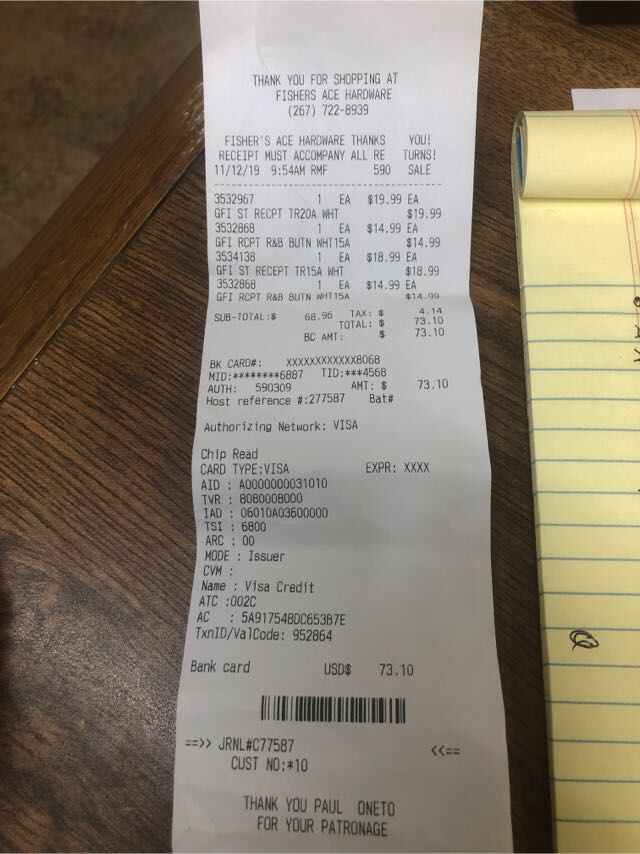 THANK YOU FOR SHOPPING AT
FISHERS ACE HARDWARE
(267) 722-8939
FISHER'S ACE HARDWARE THANKS YOU!
RECEIPT MUST ACCOMPANY ALL RE TURNS!
11/12/19 9:54AM RMF 590 SALE
3532967 1 EA $19.99 EA
GFI ST RECPT TR20A WHT $19.99
3532868 1 EA $14.99 EA
GFI RCPT R&B BUTN WHT15A $14.99
3534138 1 EA $18.99 EA
GFI ST RECEPT TR15A WHT $18.99
3532868 1 EA $14.99 EA
GFI RCPT R&B BUTN WHT15A $14.99
SUB-TOTAL:$ 68.96 TAX: $ 4.14
TOTAL: $ 73.10
BC AMT: $ 73.10
BK CARD#: XXXXXXXXXXXX8068
MID:********6887 TID:***4568
AUTH: 590309 AMT: $ 73.10
Host reference #:277587 Bat#
Authorizing Network: VISA
Chip Read
CARD TYPE:VISA EXPR: XXXX
AID : A0000000031010
TVR : 8080008000
IAD : 06010A03600000
TSI : 6800
ARC : 00
MODE : Issuer
CVM :
Name : Visa Credit
ATC :002C
AC : 5A917548DC653B7E
TxnID/ValCode: 952864
Bank card USD$ 73.10
==>> JRNL#C77587 <<==
CUST NO:*10
THANK YOU PAUL ONETO
FOR YOUR PATRONAGE